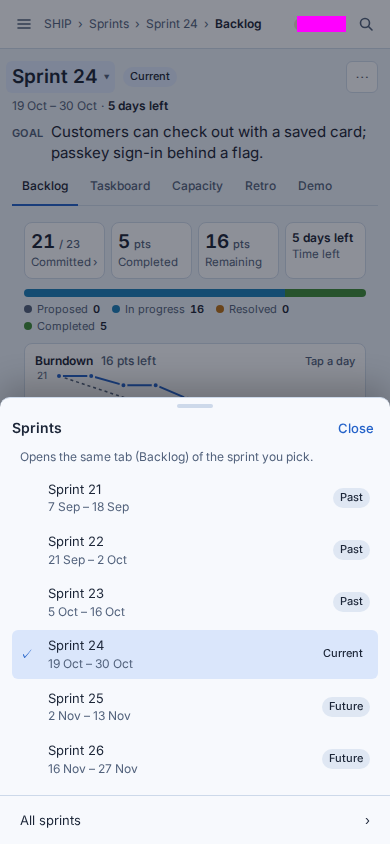 SHIP › Sprints › Sprint 24 › Backlog
Sprint 24 ▾ Current ...
19 Oct – 30 Oct · 5 days left
GOAL Customers can check out with a saved card;
passkey sign-in behind a flag.
Backlog Taskboard Capacity Retro Demo
21 / 23 5 pts 16 pts 5 days left
Committed › Completed Remaining Time left
Proposed 0 In progress 16 Resolved 0
Completed 5
Burndown 16 pts left Tap a day
21
Sprints Close
Opens the same tab (Backlog) of the sprint you pick.
Sprint 21
7 Sep – 18 Sep Past
Sprint 22
21 Sep – 2 Oct Past
Sprint 23
5 Oct – 16 Oct Past
✓ Sprint 24
19 Oct – 30 Oct Current
Sprint 25
2 Nov – 13 Nov Future
Sprint 26
16 Nov – 27 Nov Future
All sprints ›